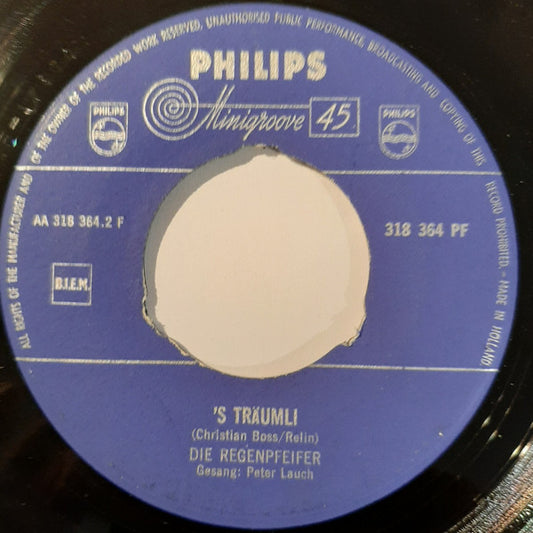 ALL RIGHTS OF THE MANUFACTURER AND OF THE OWNER OF THE RECORDED WORK RESERVED. UNAUTHORISED PUBLIC PERFORMANCE, BROADCASTING AND COPYING OF THIS RECORD PROHIBITED. - MADE IN HOLLAND
PHILIPS
Minigroove 45
PHILIPS
PHILIPS
AA 318 364.2 F
318 364 PF
B.I.E.M.
'S TRÄUMLI
(Christian Boss/Relin)
DIE REGENPFEIFER
Gesang: Peter Lauch